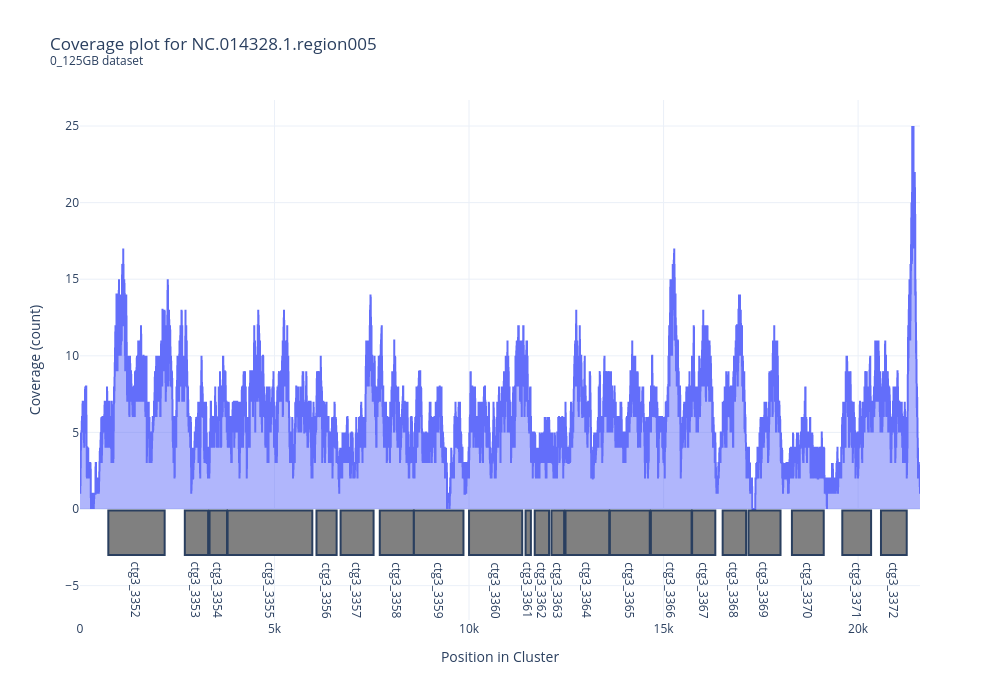 Coverage plot for NC.014328.1.region005
0_125GB dataset
25
20
15
10
5
0
−5
Coverage (count)
ctg3_3352
ctg3_3353
ctg3_3354
ctg3_3355
ctg3_3356
ctg3_3357
ctg3_3358
ctg3_3359
ctg3_3360
ctg3_3361
ctg3_3362
ctg3_3363
ctg3_3364
ctg3_3365
ctg3_3366
ctg3_3367
ctg3_3368
ctg3_3369
ctg3_3370
ctg3_3371
ctg3_3372
0 5k 10k 15k 20k
Position in Cluster